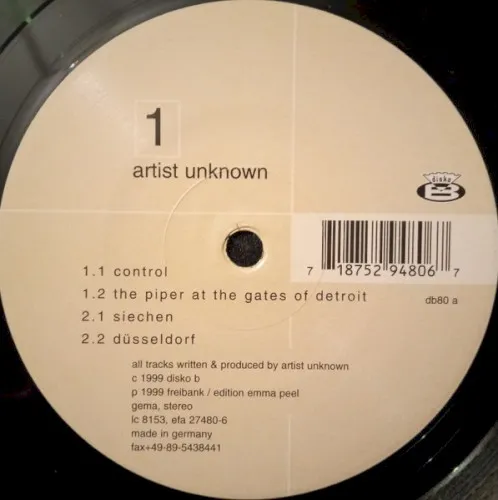 1
artist unknown
disko
B
7 18752 94806 7
db80 a
1.1 control
1.2 the piper at the gates of detroit
2.1 siechen
2.2 düsseldorf
all tracks written & produced by artist unknown
c 1999 disko b
p 1999 freibank / edition emma peel
gema, stereo
lc 8153, efa 27480-6
made in germany
fax+49-89-5438441